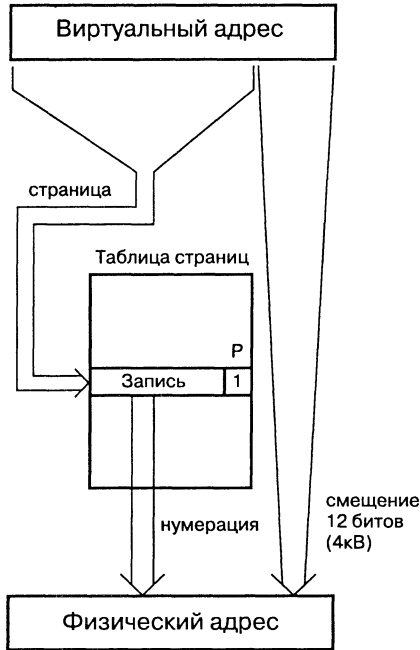 Виртуальный адрес
страница
Таблица страниц
P
Запись
1
нумерация
смещение
12 битов
(4кВ)
Физический адрес